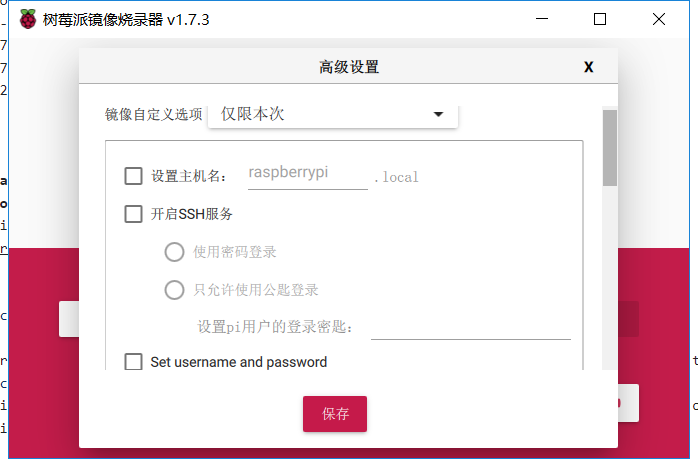 树莓派镜像烧录器 v1.7.3
高级设置
X
镜像自定义选项 仅限本次
设置主机名： raspberrypi .local
开启SSH服务
使用密码登录
只允许使用公匙登录
设置pi用户的登录密匙：
Set username and password
保存